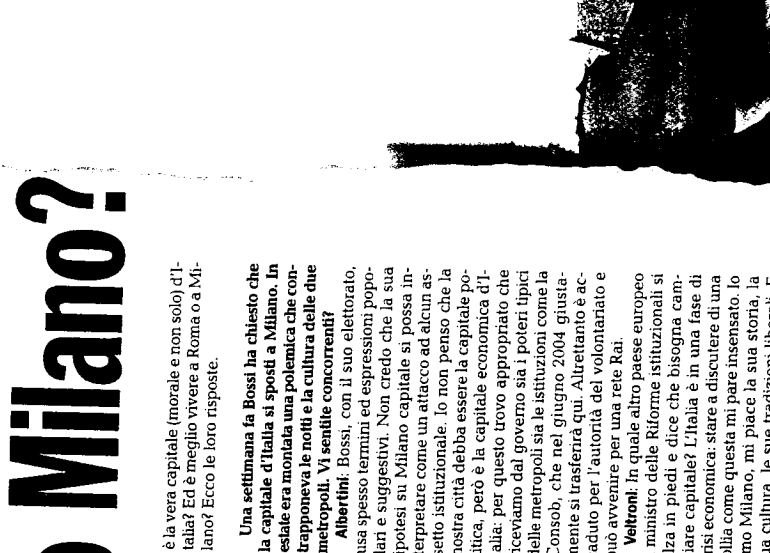 o Milano?
è la vera capitale (morale e non solo) d'I-
talia? Ed è meglio vivere a Roma o a Mi-
lano? Ecco le loro risposte.
Una settimana fa Bossi ha chiesto che
la capitale d'Italia si sposti a Milano. In
estate era montata una polemica che con-
trapponeva le notti e la cultura delle due
metropoli. Vi sentite concorrenti?
Albertini: Bossi, con il suo elettorato,
usa spesso termini ed espressioni popo-
lari e suggestivi. Non credo che la sua
ipotesi su Milano capitale si possa in-
terpretare come un attacco ad alcun as-
setto istituzionale. Io non penso che la
nostra città debba essere la capitale po-
litica, però è la capitale economica d'I-
talia: per questo trovo appropriato che
riceviamo dal governo sia i poteri tipici
delle metropoli sia le istituzioni come la
Consob, che nel giugno 2004 giusta-
mente si trasferirà qui. Altrettanto è ac-
caduto per l'autorità del volontariato e
può avvenire per una rete Rai.
Veltroni: In quale altro paese europeo
ministro delle Riforme istituzionali si
lza in piedi e dice che bisogna cam-
iare capitale? L'Italia è in una fase di
risi economica: stare a discutere di una
ollia come questa mi pare insensato. Io
mo Milano, mi piace la sua storia, la
ua cultura, le sue tradizioni liberali. E